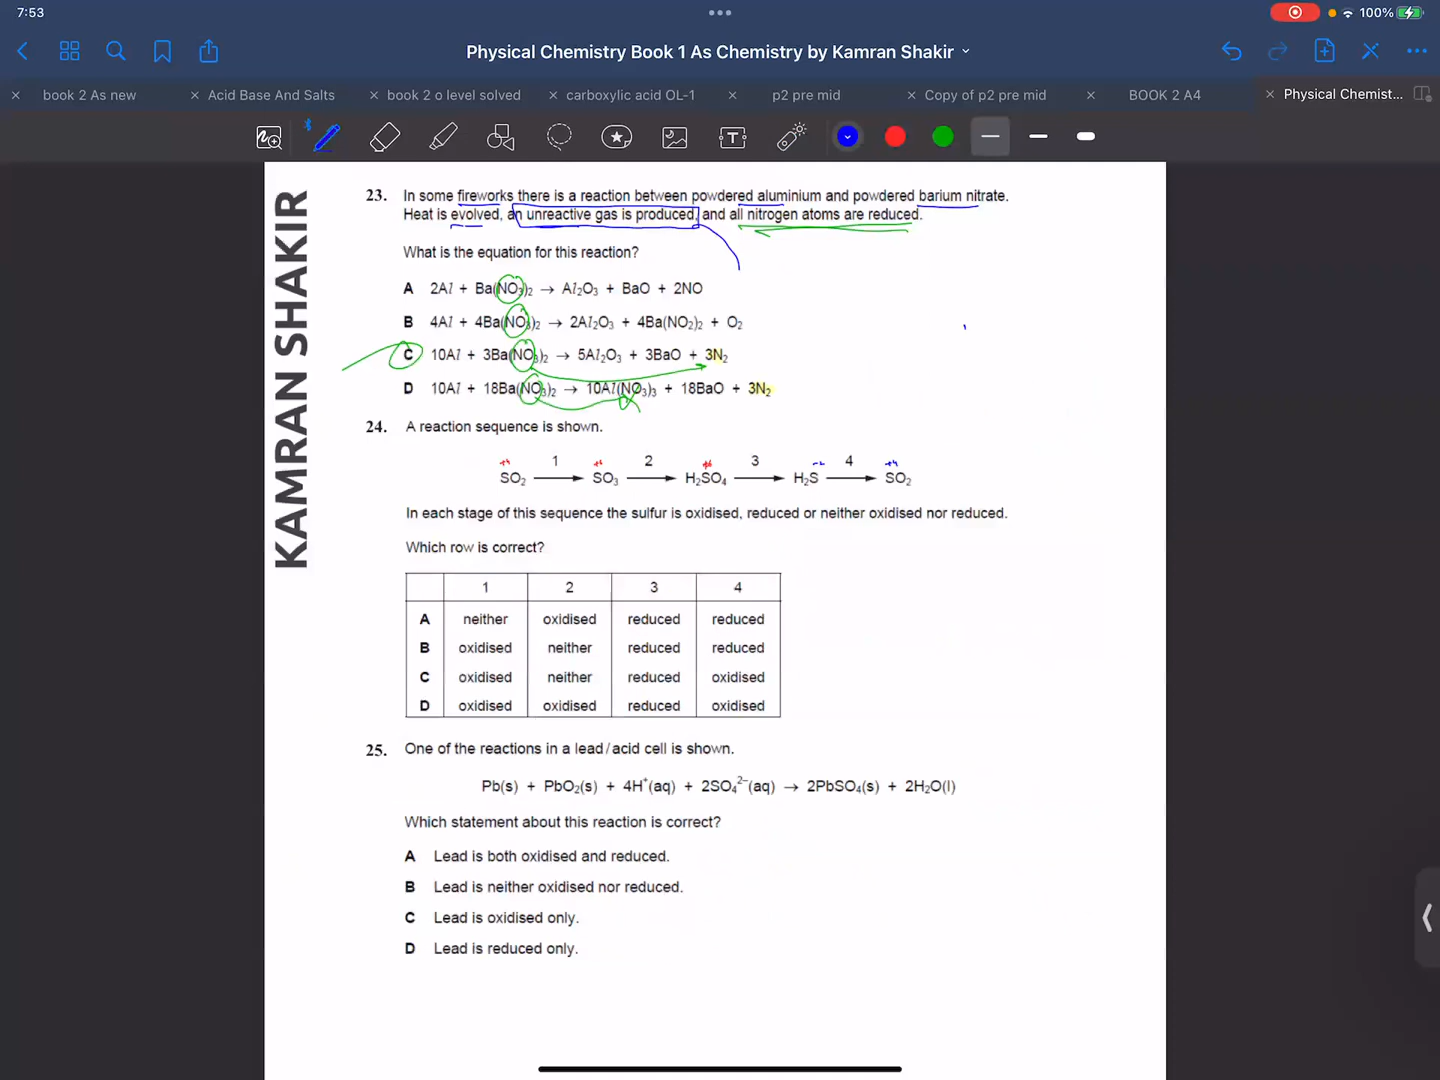 7:53
100%
Physical Chemistry Book 1 As Chemistry by Kamran Shakir
book 2 As new
Acid Base And Salts
book 2 o level solved
carboxylic acid OL-1
p2 pre mid
Copy of p2 pre mid
BOOK 2 A4
Physical Chemist...
KAMRAN SHAKIR
23. In some fireworks there is a reaction between powdered aluminium and powdered barium nitrate.
Heat is evolved, an unreactive gas is produced, and all nitrogen atoms are reduced.
What is the equation for this reaction?
A 2Al + Ba(NO₃)₂ → Al₂O₃ + BaO + 2NO
B 4Al + 4Ba(NO₃)₂ → 2Al₂O₃ + 4Ba(NO₂)₂ + O₂
C 10Al + 3Ba(NO₃)₂ → 5Al₂O₃ + 3BaO + 3N₂
D 10Al + 18Ba(NO₃)₂ → 10Al(NO₃)₃ + 18BaO + 3N₂
24. A reaction sequence is shown.
+4 1 +6 2 +6 3 -2 4 +4
SO₂ → SO₃ → H₂SO₄ → H₂S → SO₂
In each stage of this sequence the sulfur is oxidised, reduced or neither oxidised nor reduced.
Which row is correct?
1 2 3 4
A neither oxidised reduced reduced
B oxidised neither reduced reduced
C oxidised neither reduced oxidised
D oxidised oxidised reduced oxidised
25. One of the reactions in a lead/acid cell is shown.
Pb(s) + PbO₂(s) + 4H⁺(aq) + 2SO₄²⁻(aq) → 2PbSO₄(s) + 2H₂O(l)
Which statement about this reaction is correct?
A Lead is both oxidised and reduced.
B Lead is neither oxidised nor reduced.
C Lead is oxidised only.
D Lead is reduced only.